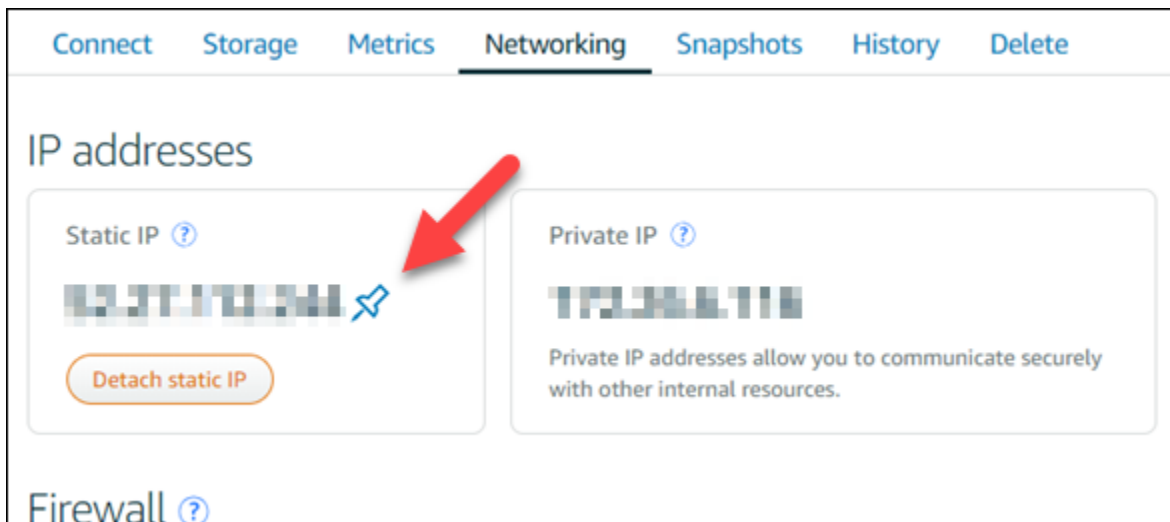 Connect Storage Metrics Networking Snapshots History Delete
IP addresses
Static IP ?
Private IP ?
Detach static IP
Private IP addresses allow you to communicate securely
with other internal resources.
Firewall ?